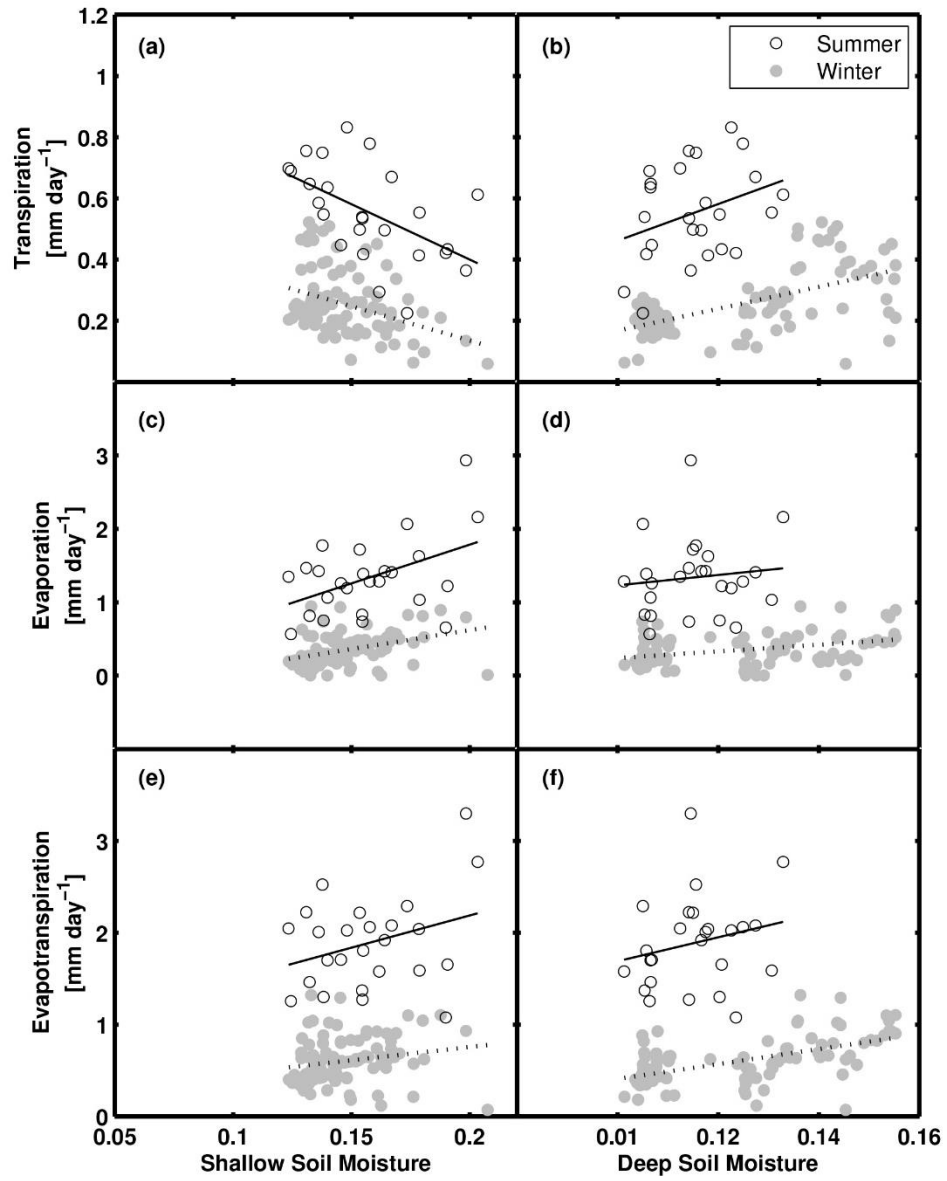 (a)
(b)
Summer
Winter
1.2
1
0.8
0.6
0.4
0.2
Transpiration
[mm day⁻¹]
(c)
(d)
3
2
1
0
Evaporation
[mm day⁻¹]
(e)
(f)
3
2
1
0
Evapotranspiration
[mm day⁻¹]
0.05
0.1
0.15
0.2
0.01
0.12
0.14
0.16
Shallow Soil Moisture
Deep Soil Moisture